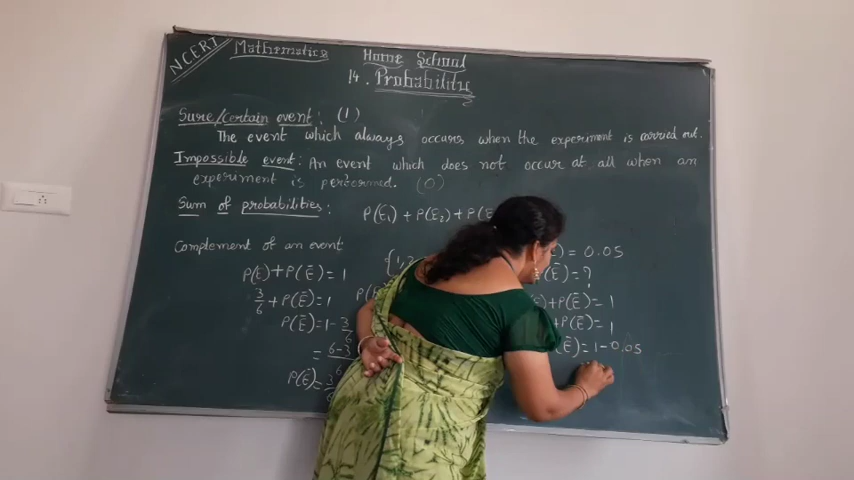 NCERT Mathematics Home School
14. Probability
Sure/certain event: (1)
The event which always occurs when the experiment is carried out.
Impossible event: An event which does not occur at all when an
experiment is performed. (0)
Sum of probabilities: P(E₁) + P(E₂) + P(E
Complement of an event:
P(E) + P(Ē) = 1
3/6 + P(Ē) = 1
P(Ē) = 1 - 3/6
= 6-3
P(Ē) = 3
{1,2
) = 0.05
P(Ē) = ?
+ P(Ē) = 1
+ P(Ē) = 1
P(Ē) = 1 - 0.05